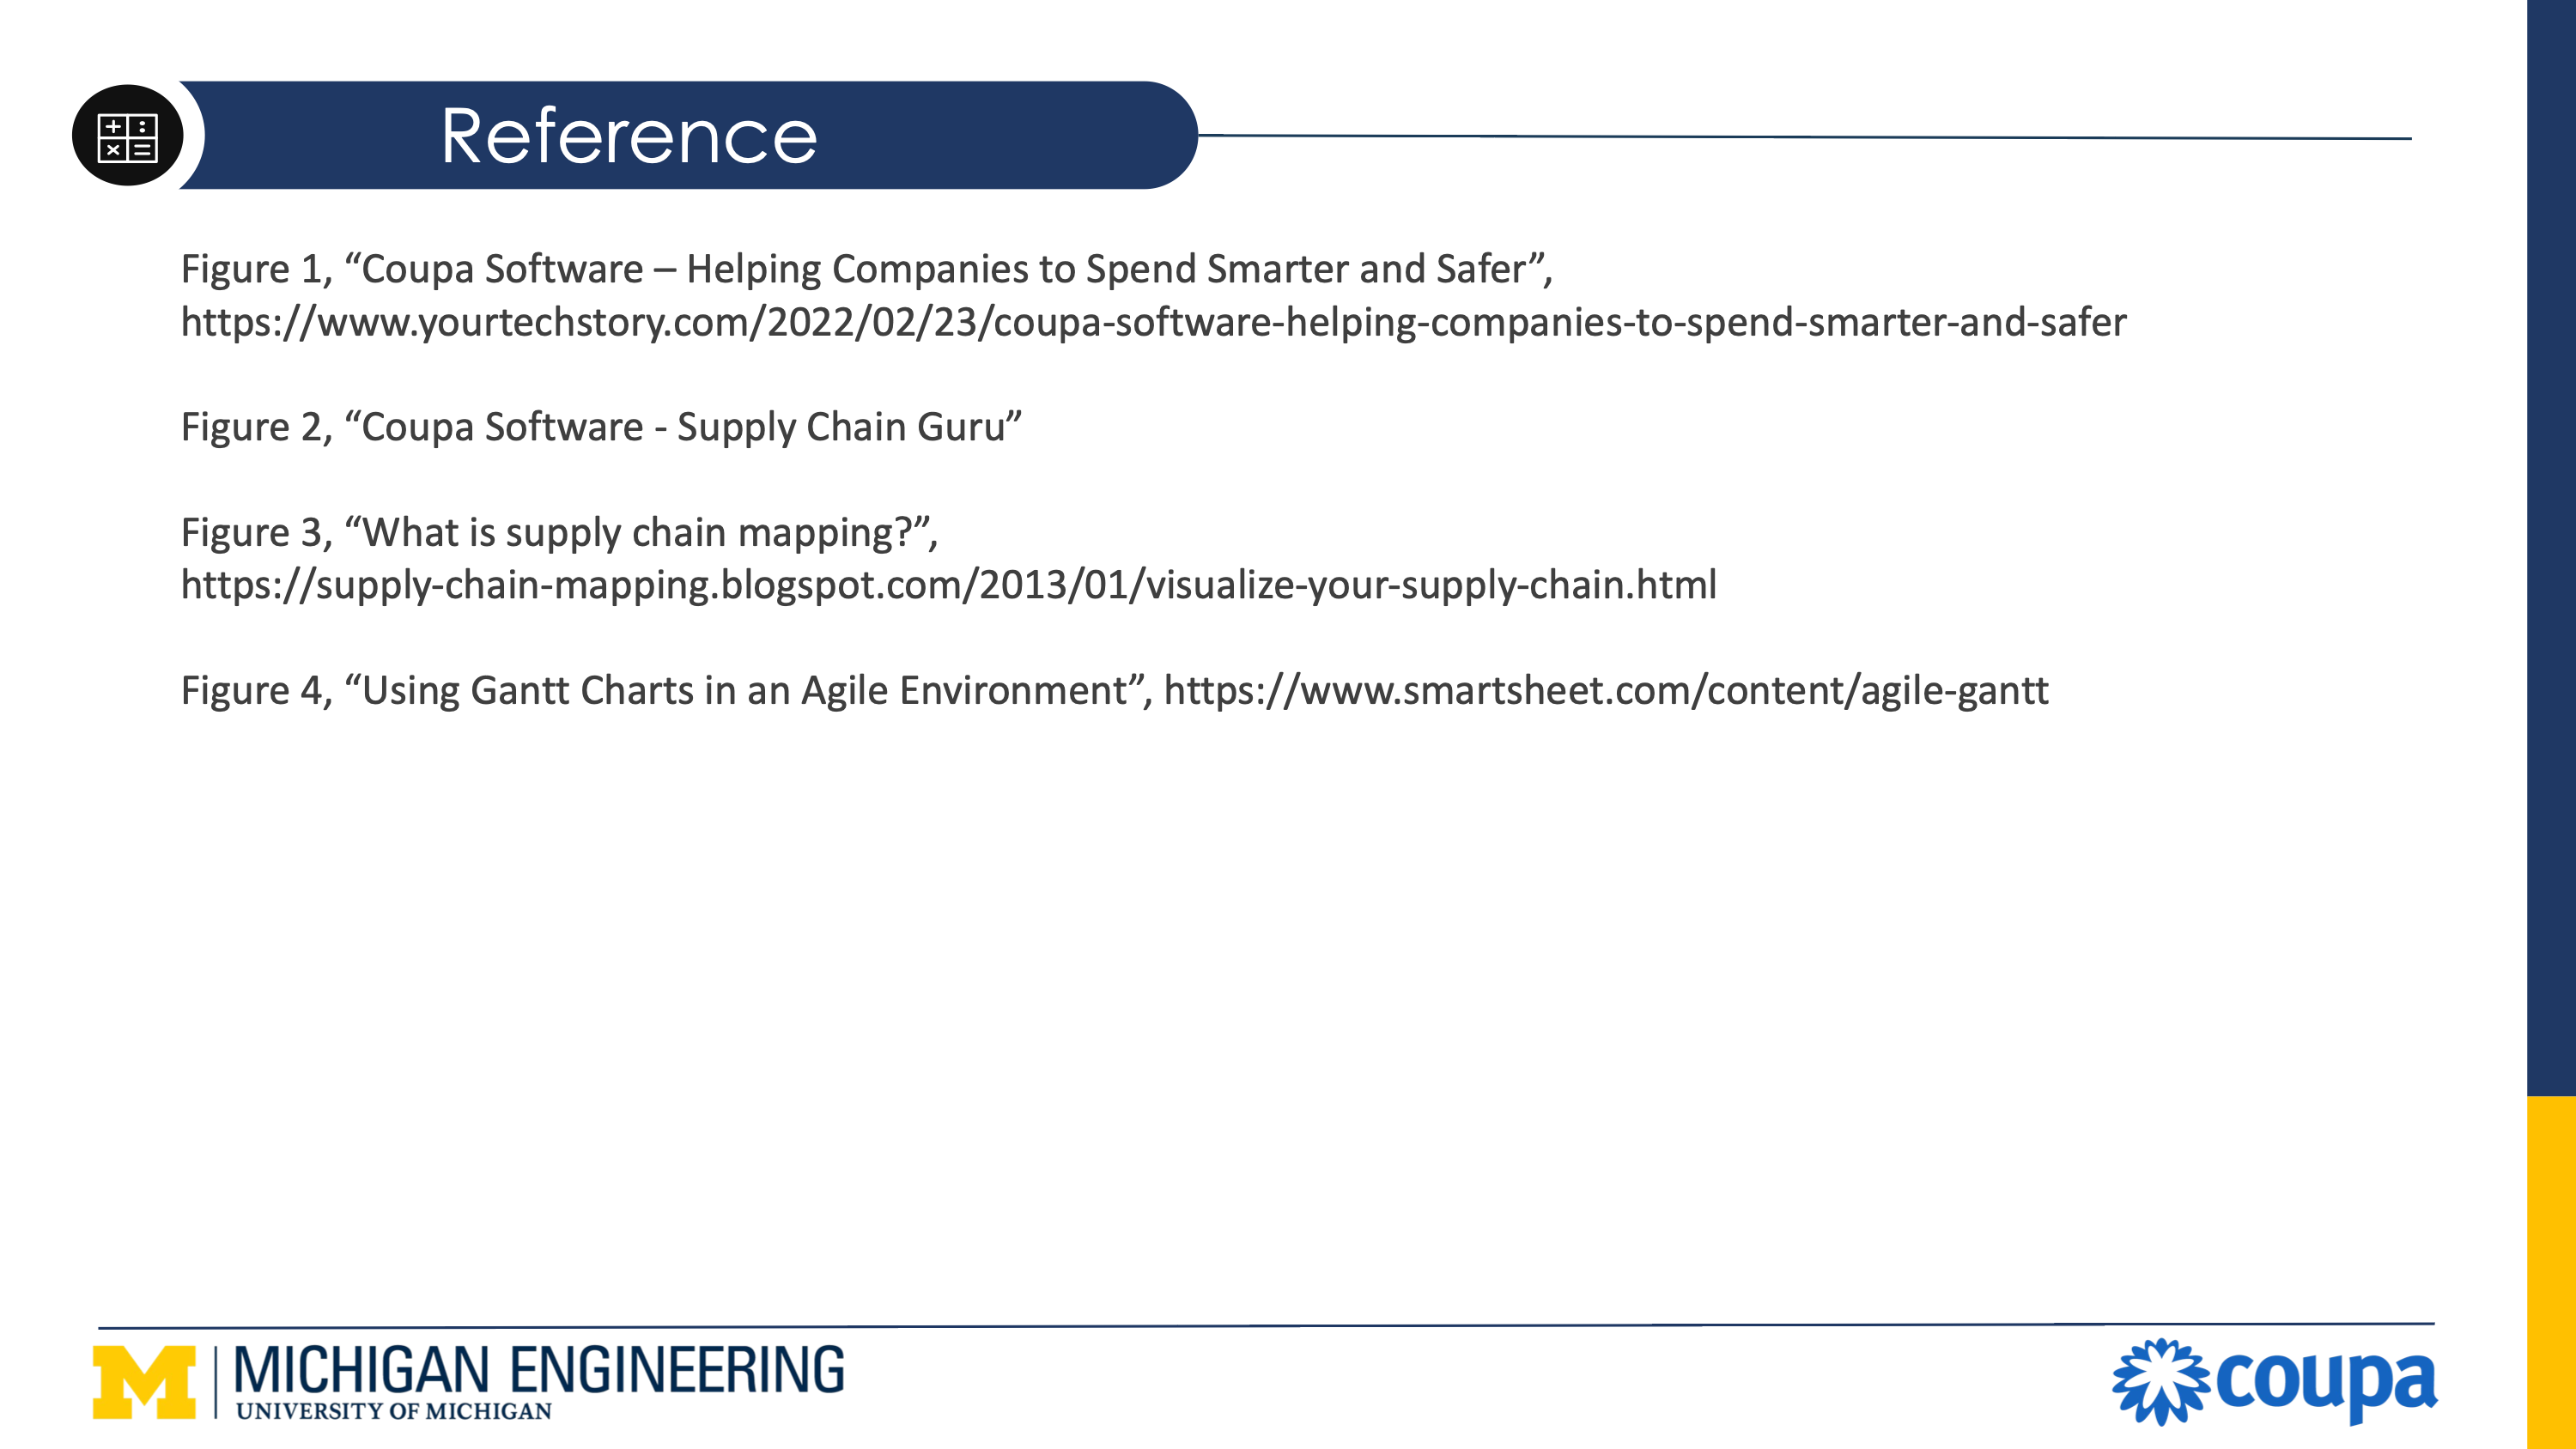 Reference
Figure 1, “Coupa Software – Helping Companies to Spend Smarter and Safer”,
https://www.yourtechstory.com/2022/02/23/coupa-software-helping-companies-to-spend-smarter-and-safer
Figure 2, “Coupa Software - Supply Chain Guru”
Figure 3, “What is supply chain mapping?”,
https://supply-chain-mapping.blogspot.com/2013/01/visualize-your-supply-chain.html
Figure 4, “Using Gantt Charts in an Agile Environment”, https://www.smartsheet.com/content/agile-gantt
M | MICHIGAN ENGINEERING
UNIVERSITY OF MICHIGAN
coupa